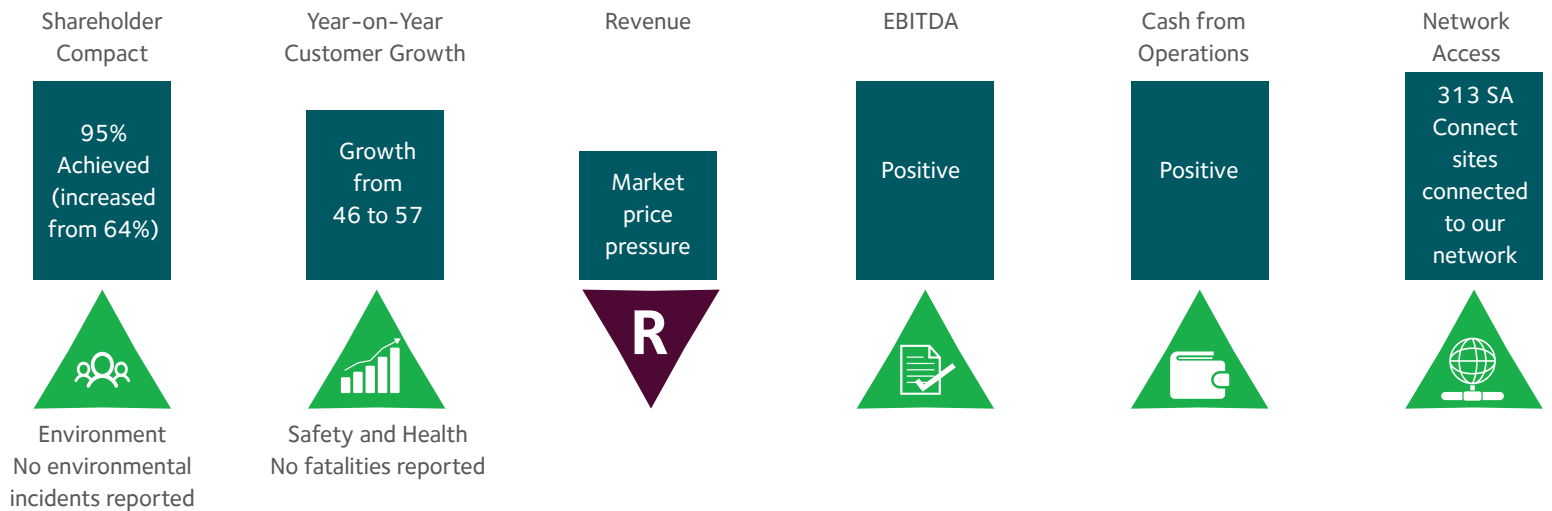 Shareholder
Compact
95%
Achieved
(increased
from 64%)
Environment
No environmental
incidents reported
Year-on-Year
Customer Growth
Growth
from
46 to 57
Safety and Health
No fatalities reported
Revenue
Market
price
pressure
R
EBITDA
Positive
Cash from
Operations
Positive
Network
Access
313 SA
Connect
sites
connected
to our
network